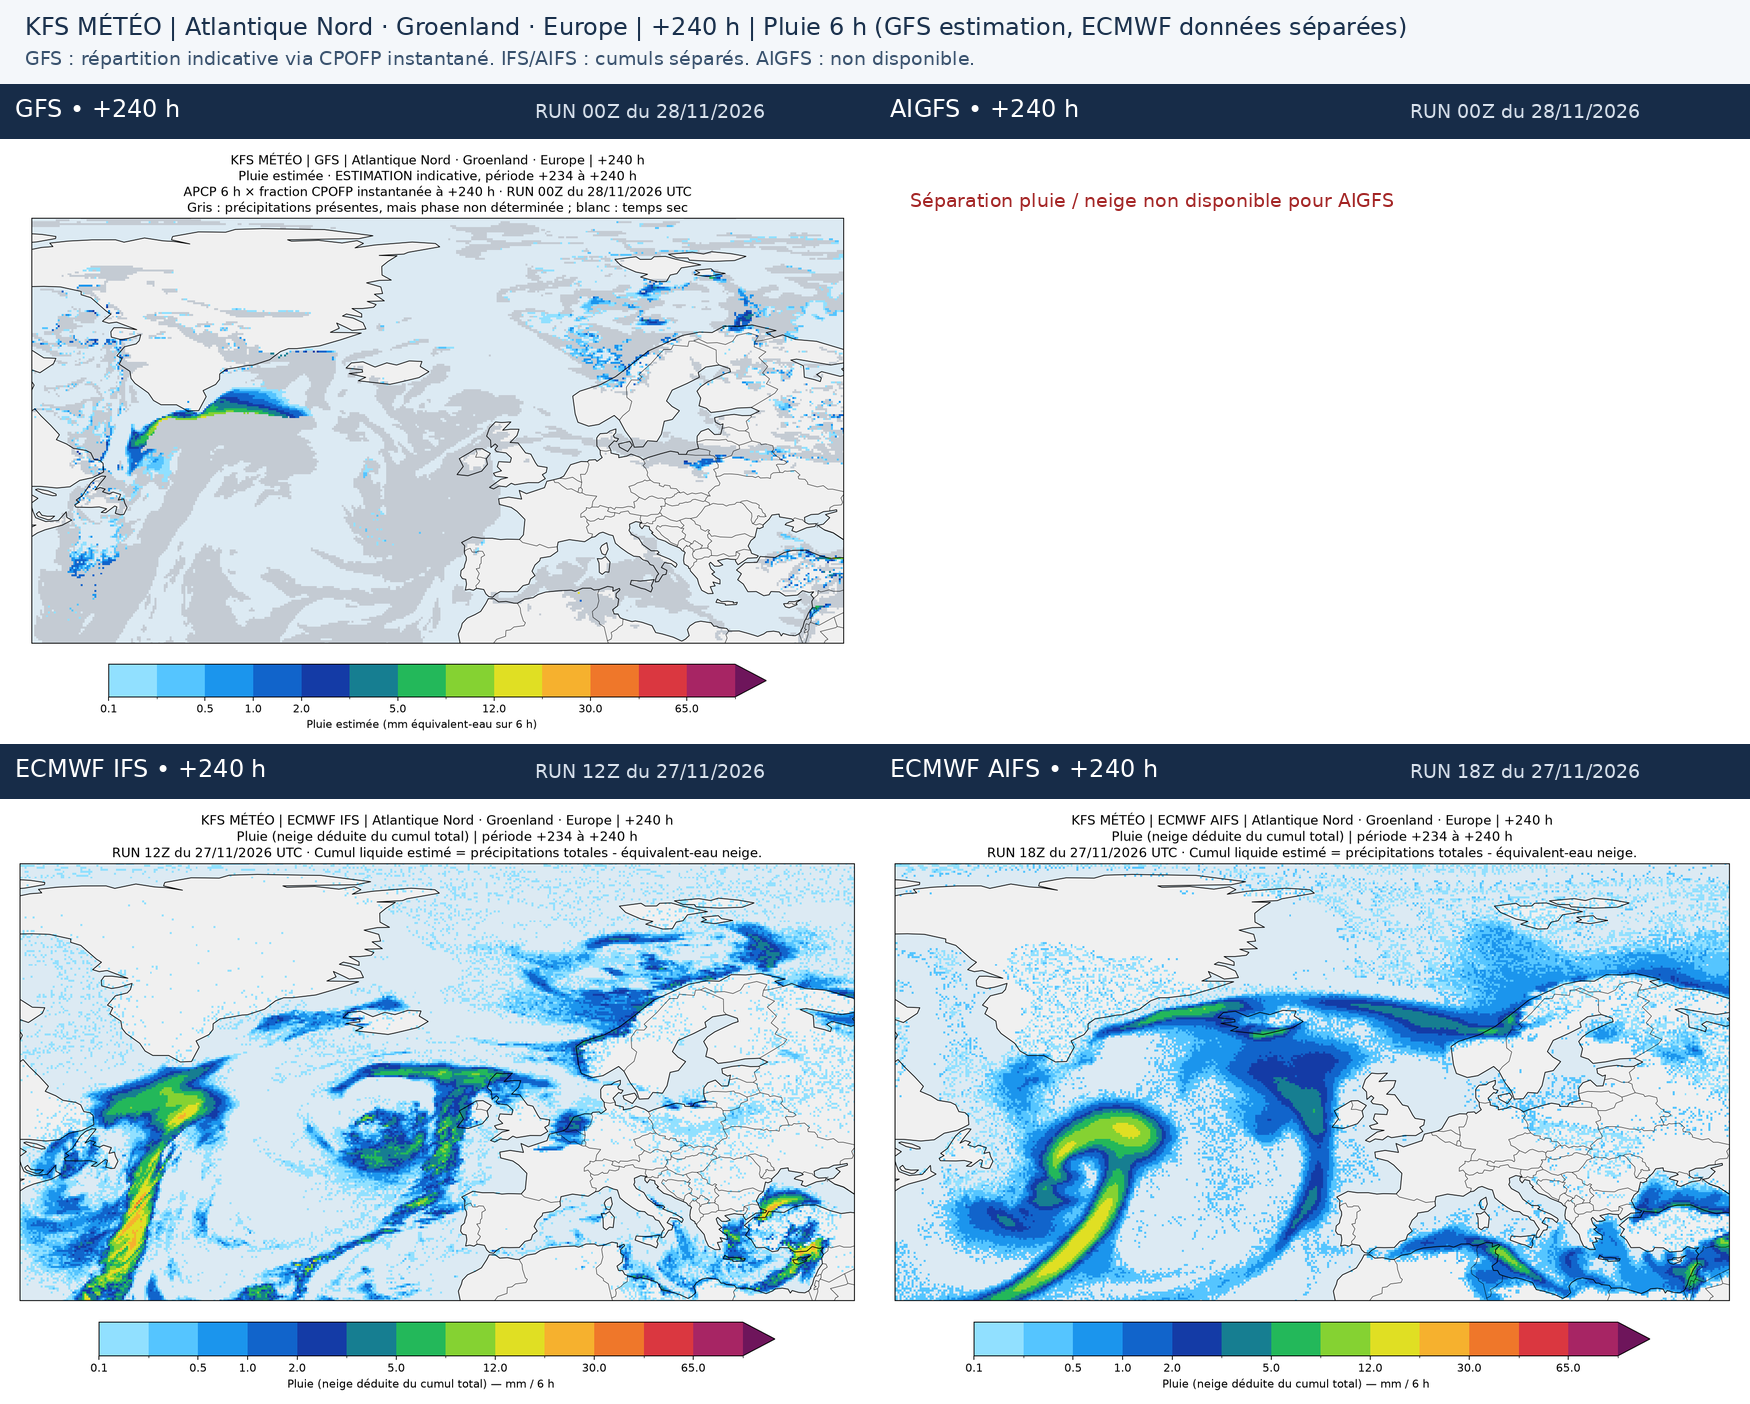 KFS MÉTÉO | Atlantique Nord · Groenland · Europe | +240 h | Pluie 6 h (GFS estimation, ECMWF données séparées)
GFS : répartition indicative via CPOFP instantané. IFS/AIFS : cumuls séparés. AIGFS : non disponible.
GFS • +240 h
RUN 00Z du 28/11/2026
AIGFS • +240 h
RUN 00Z du 28/11/2026
KFS MÉTÉO | GFS | Atlantique Nord · Groenland · Europe | +240 h
Pluie estimée · ESTIMATION indicative, période +234 à +240 h
APCP 6 h × fraction CPOFP instantanée à +240 h · RUN 00Z du 28/11/2026 UTC
Gris : précipitations présentes, mais phase non déterminée ; blanc : temps sec
Séparation pluie / neige non disponible pour AIGFS
0.1 0.5 1.0 2.0 5.0 12.0 30.0 65.0
Pluie estimée (mm équivalent-eau sur 6 h)
ECMWF IFS • +240 h
RUN 12Z du 27/11/2026
ECMWF AIFS • +240 h
RUN 18Z du 27/11/2026
KFS MÉTÉO | ECMWF IFS | Atlantique Nord · Groenland · Europe | +240 h
Pluie (neige déduite du cumul total) | période +234 à +240 h
RUN 12Z du 27/11/2026 UTC · Cumul liquide estimé = précipitations totales - équivalent-eau neige.
KFS MÉTÉO | ECMWF AIFS | Atlantique Nord · Groenland · Europe | +240 h
Pluie (neige déduite du cumul total) | période +234 à +240 h
RUN 18Z du 27/11/2026 UTC · Cumul liquide estimé = précipitations totales - équivalent-eau neige.
0.1 0.5 1.0 2.0 5.0 12.0 30.0 65.0
Pluie (neige déduite du cumul total) — mm / 6 h
0.1 0.5 1.0 2.0 5.0 12.0 30.0 65.0
Pluie (neige déduite du cumul total) — mm / 6 h